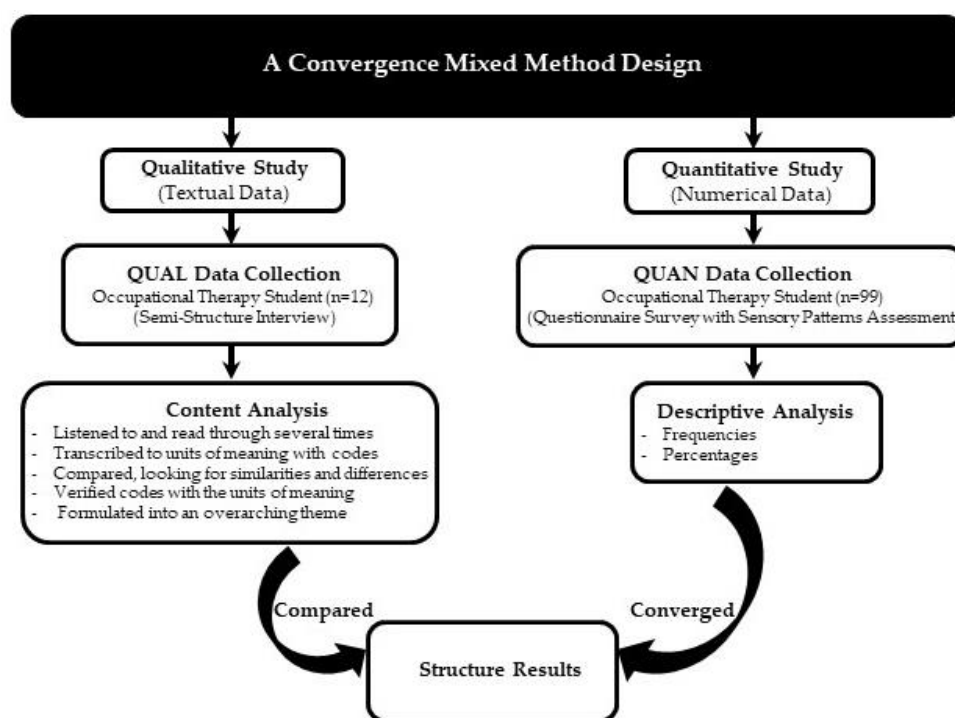 A Convergence Mixed Method Design
Qualitative Study
(Textual Data)
Quantitative Study
(Numerical Data)
QUAL Data Collection
Occupational Therapy Student (n=12)
(Semi-Structure Interview)
QUAN Data Collection
Occupational Therapy Student (n=99)
(Questionnaire Survey with Sensory Patterns Assessment
Content Analysis
- Listened to and read through several times
- Transcribed to units of meaning with codes
- Compared, looking for similarities and differences
- Verified codes with the units of meaning
- Formulated into an overarching theme
Descriptive Analysis
- Frequencies
- Percentages
Compared
Converged
Structure Results